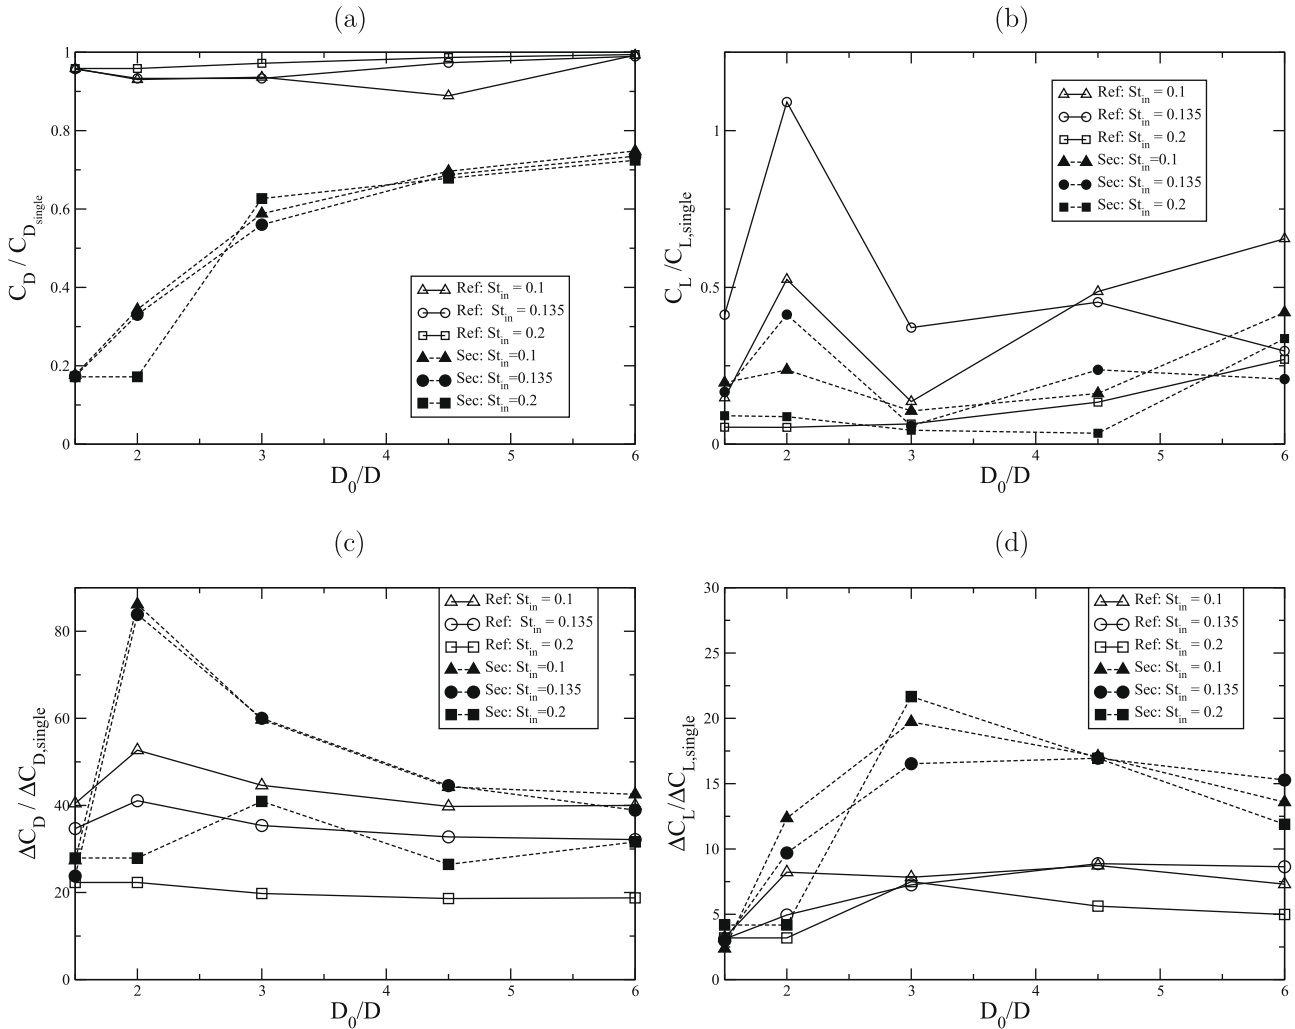 (a)
1
0.8
0.6
0.4
0.2
0
2
3
4
5
6
C_D / C_D_single
D_0/D
Ref: St_in = 0.1
Ref: St_in = 0.135
Ref: St_in = 0.2
Sec: St_in=0.1
Sec: St_in=0.135
Sec: St_in=0.2
(b)
1
0.5
0
2
3
4
5
6
C_L /C_L,single
D_0/D
Ref: St_in = 0.1
Ref: St_in = 0.135
Ref: St_in = 0.2
Sec: St_in =0.1
Sec: St_in = 0.135
Sec: St_in = 0.2
(c)
80
60
40
20
0
2
3
4
5
6
ΔC_D / ΔC_D,single
D_0/D
Ref: St_in = 0.1
Ref: St_in = 0.135
Ref: St_in = 0.2
Sec: St_in=0.1
Sec: St_in=0.135
Sec: St_in=0.2
(d)
30
25
20
15
10
5
0
2
3
4
5
6
ΔC_L/ΔC_L,single
D_0/D
Ref: St_in = 0.1
Ref: St_in = 0.135
Ref: St_in = 0.2
Sec: St_in = 0.1
Sec: St_in = 0.135
Sec: St_in = 0.2